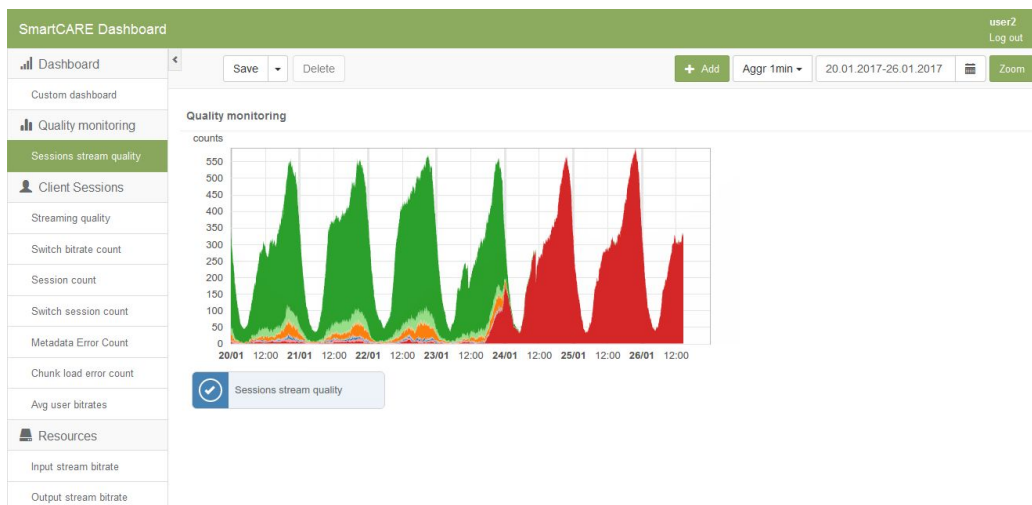 SmartCARE Dashboard
user2
Log out
Dashboard
Custom dashboard
Quality monitoring
Sessions stream quality
Client Sessions
Streaming quality
Switch bitrate count
Session count
Switch session count
Metadata Error Count
Chunk load error count
Avg user bitrates
Resources
Input stream bitrate
Output stream bitrate
<
Save Delete
+ Add Aggr 1min 20.01.2017-26.01.2017 Zoom
Quality monitoring
counts
550
500
450
400
350
300
250
200
150
100
50
0
20/01 12:00 21/01 12:00 22/01 12:00 23/01 12:00 24/01 12:00 25/01 12:00 26/01 12:00
Sessions stream quality